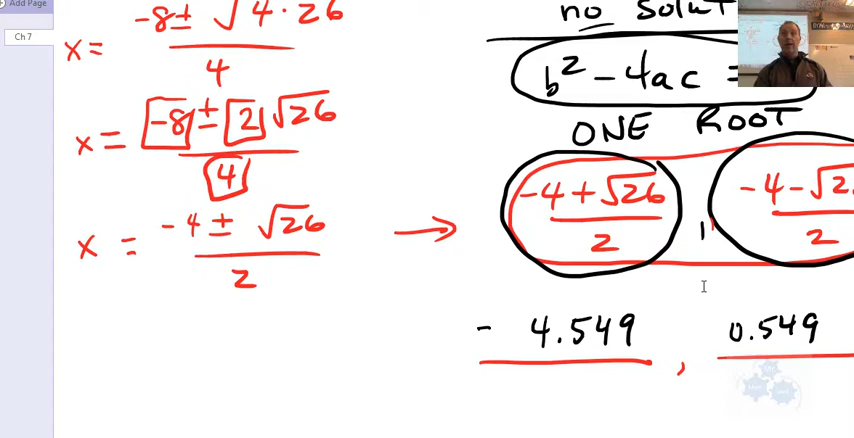 Add Page
Ch 7
x = -8 ± √4 · 26 / 4
x = -8 ± 2 √26 / 4
x = -4 ± √26 / 2 →
no
b² - 4ac =
ONE ROOT
-4 + √26 / 2 , -4 - √2 / 2
- 4.549 , 0.549